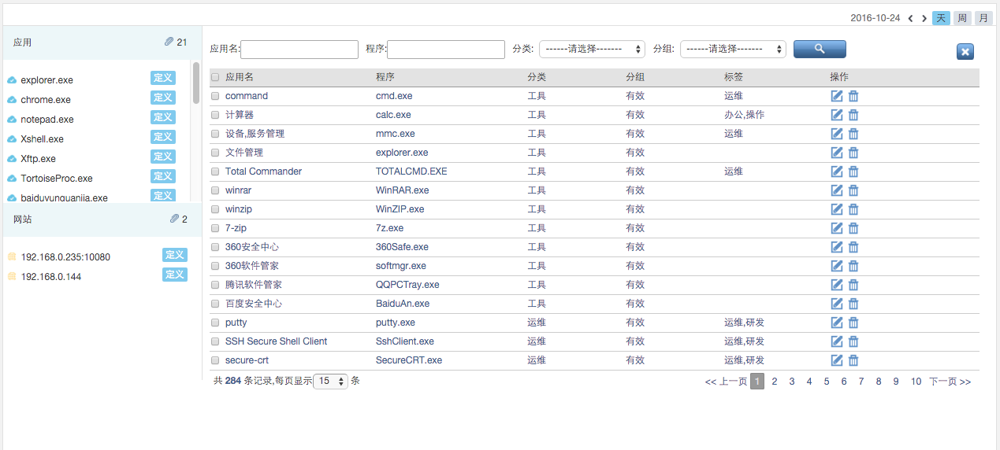 2016-10-24 < > 天 周 月
应用 21
explorer.exe 定义
chrome.exe 定义
notepad.exe 定义
Xshell.exe 定义
Xftp.exe 定义
TortoiseProc.exe 定义
baiduyunguanjia.exe 定义
网站 2
192.168.0.235:10080 定义
192.168.0.144 定义
应用名: 程序: 分类: ------请选择------- 分组: ------请选择-------
应用名 程序 分类 分组 标签 操作
command cmd.exe 工具 有效 运维
计算器 calc.exe 工具 有效 办公,操作
设备,服务管理 mmc.exe 工具 有效 运维
文件管理 explorer.exe 工具 有效
Total Commander TOTALCMD.EXE 工具 有效 运维
winrar WinRAR.exe 工具 有效
winzip WinZIP.exe 工具 有效
7-zip 7z.exe 工具 有效
360安全中心 360Safe.exe 工具 有效
360软件管家 softmgr.exe 工具 有效
腾讯软件管家 QQPCTray.exe 工具 有效
百度安全中心 BaiduAn.exe 工具 有效
putty putty.exe 运维 有效 运维,研发
SSH Secure Shell Client SshClient.exe 运维 有效 运维,研发
secure-crt SecureCRT.exe 运维 有效 运维,研发
共 284 条记录,每页显示 15 条 << 上一页 1 2 3 4 5 6 7 8 9 10 下一页 >>